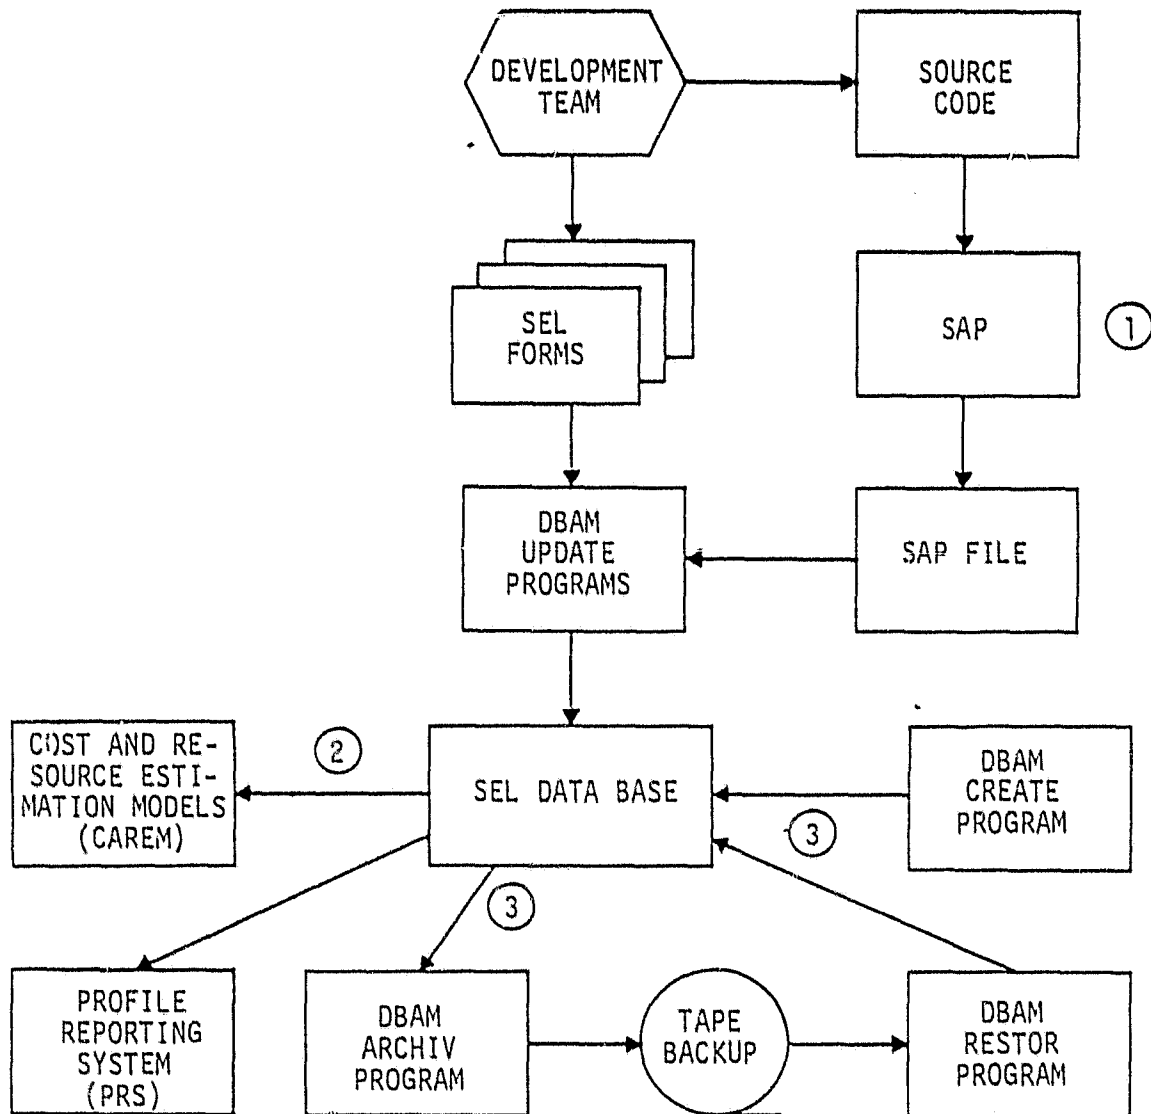 DEVELOPMENT
TEAM
SOURCE
CODE
SEL
FORMS
SAP
1
DBAM
UPDATE
PROGRAMS
SAP FILE
COST AND RE-
SOURCE ESTI-
MATION MODELS
(CAREM)
2
SEL DATA BASE
DBAM
CREATE
PROGRAM
3
3
PROFILE
REPORTING
SYSTEM
(PRS)
DBAM
ARCHIV
PROGRAM
TAPE
BACKUP
DBAM
RESTOR
PROGRAM